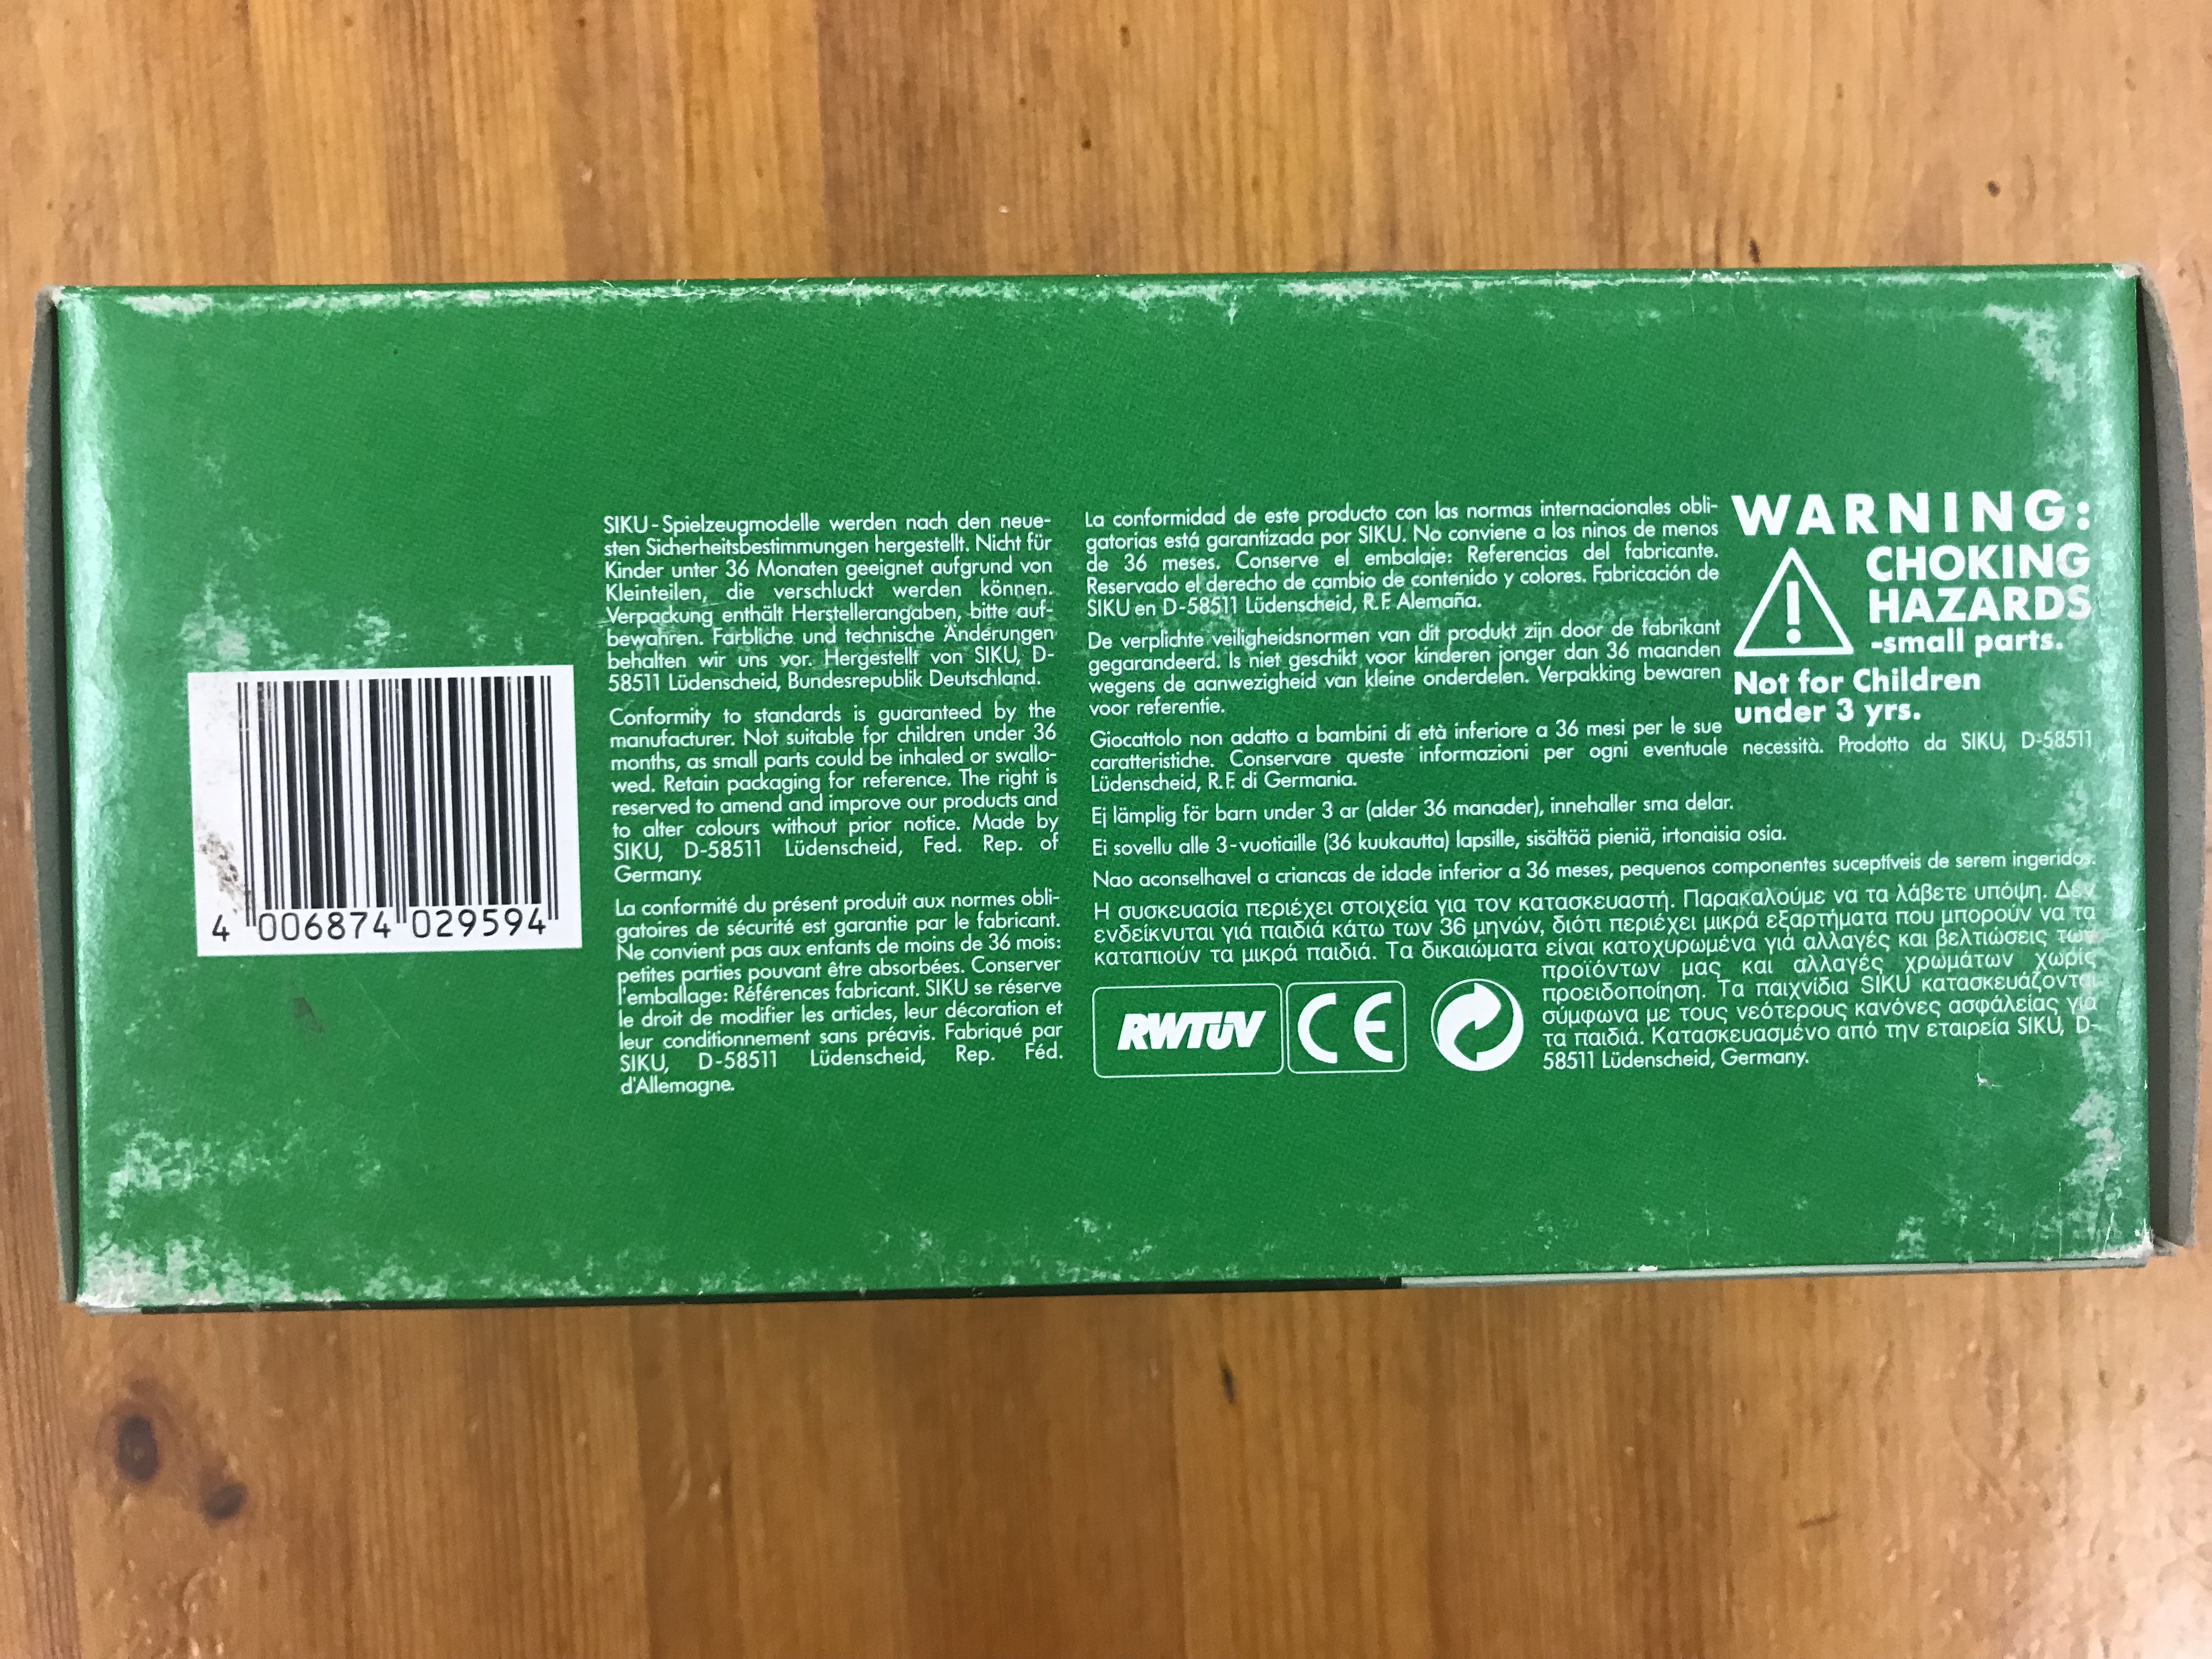 4 006874 029594
SIKU-Spielzeugmodelle werden nach den neue-
sten Sicherheitsbestimmungen hergestellt. Nicht für
Kinder unter 36 Monaten geeignet aufgrund von
Kleinteilen, die verschluckt werden können.
Verpackung enthält Herstellerangaben, bitte auf-
bewahren. Farbliche und technische Änderungen
behalten wir uns vor. Hergestellt von SIKU, D-
58511 Lüdenscheid, Bundesrepublik Deutschland.
Conformity to standards is guaranteed by the
manufacturer. Not suitable for children under 36
months, as small parts could be inhaled or swallo-
wed. Retain packaging for reference. The right is
reserved to amend and improve our products and
to alter colours without prior notice. Made by
SIKU, D-58511 Lüdenscheid, Fed. Rep. of
Germany.
La conformité du présent produit aux normes obli-
gatoires de sécurité est garantie par le fabricant.
Ne convient pas aux enfants de moins de 36 mois:
petites parties pouvant être absorbées. Conserver
l'emballage: Références fabricant. SIKU se réserve
le droit de modifier les articles, leur décoration et
leur conditionnement sans préavis. Fabriqué par
SIKU, D-58511 Lüdenscheid, Rep. Féd.
d'Allemagne.
La conformidad de este producto con las normas internacionales obli-
gatorias está garantizada por SIKU. No conviene a los ninos de menos
de 36 meses. Conserve el embalaje: Referencias del fabricante.
Reservado el derecho de cambio de contenido y colores. Fabricación de
SIKU en D-58511 Lüdenscheid, R.F. Alemaña.
De verplichte veiligheidsnormen van dit produkt zijn door de fabrikant
gegarandeerd. Is niet geschikt voor kinderen jonger dan 36 maanden
wegens de aanwezigheid van kleine onderdelen. Verpakking bewaren
voor referentie.
Giocattolo non adatto a bambini di età inferiore a 36 mesi per le sue
caratteristiche. Conservare queste informazioni per ogni eventuale necessità. Prodotto da SIKU, D-58511
Lüdenscheid, R.F. di Germania.
Ej lämplig för barn under 3 ar (alder 36 manader), innehaller sma delar.
Ei sovellu alle 3-vuotiaille (36 kuukautta) lapsille, sisältää pieniä, irtonaisia osia.
Nao aconselhavel a criancas de idade inferior a 36 meses, pequenos componentes suceptíveis de serem ingeridos.
Η συσκευασία περιέχει στοιχεία για τον κατασκευαστή. Παρακαλούμε να τα λάβετε υπόψη. Δεν
ενδείκνυται γιά παιδιά κάτω των 36 μηνών, διότι περιέχει μικρά εξαρτήματα που μπορούν να τα
καταπιούν τα μικρά παιδιά. Τα δικαιώματα είναι κατοχυρωμένα γιά αλλαγές και βελτιώσεις των
προϊόντων μας και αλλαγές χρωμάτων χωρίς
προειδοποίηση. Τα παιχνίδια SIKU κατασκευάζονται
σύμφωνα με τους νεότερους κανόνες ασφάλείας γιά
τα παιδιά. Κατασκευασμένο από την εταιρεία SIKU, D-
58511 Lüdenscheid, Germany.
RWTÜV CE
WARNING:
CHOKING
HAZARDS
-small parts.
Not for Children
under 3 yrs.